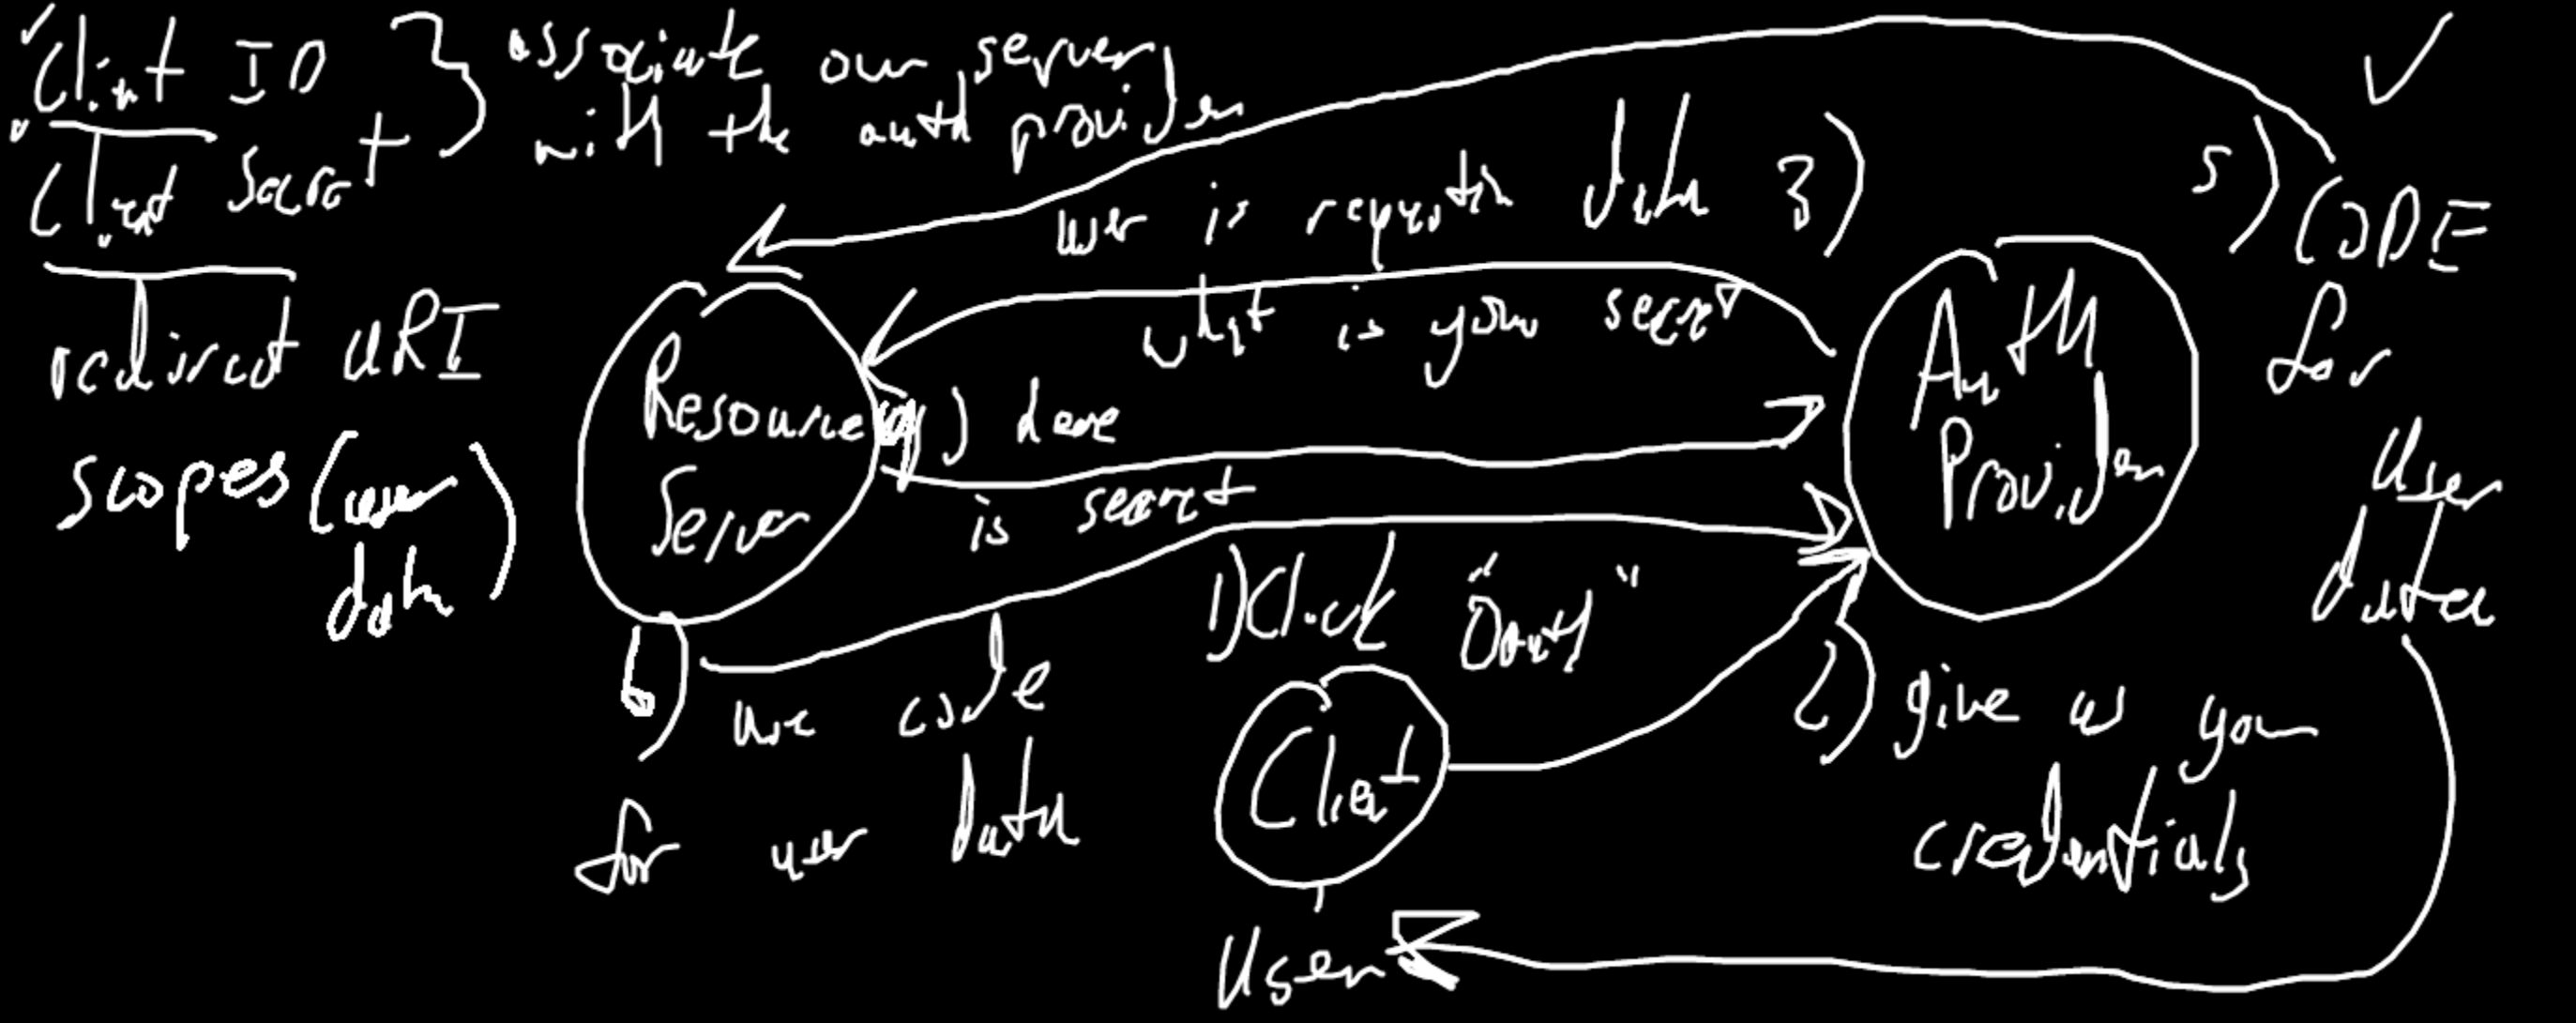 Client ID } associate our server
with the auth provider
Client Secret
redirect URI
scopes (user
data)
user is requestin data 3)
what is your secret
5) CODE
for
user
data
Resource
Server
Auth
Provider
4) here
is secret
1) Click "Oauth"
6) use code
for user data
Client
User
2) give us your
credentials